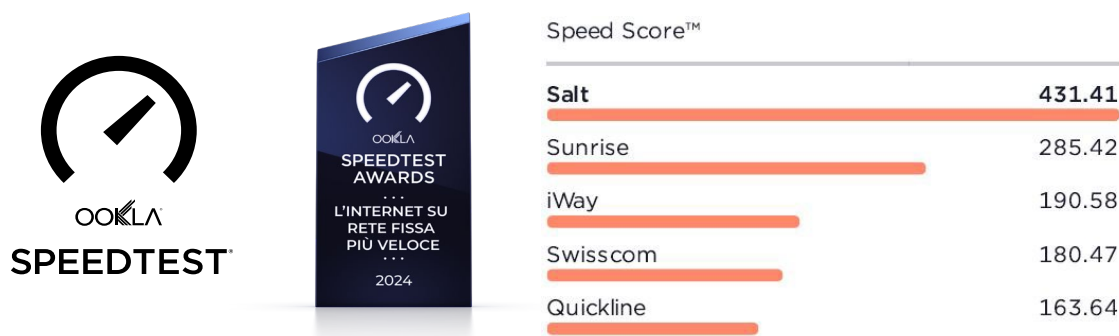 OOKLA
SPEEDTEST®
OOKLA
SPEEDTEST
AWARDS
...
L'INTERNET SU
RETE FISSA
PIÙ VELOCE
...
2024
Speed Score™
Salt 431.41
Sunrise 285.42
iWay 190.58
Swisscom 180.47
Quickline 163.64